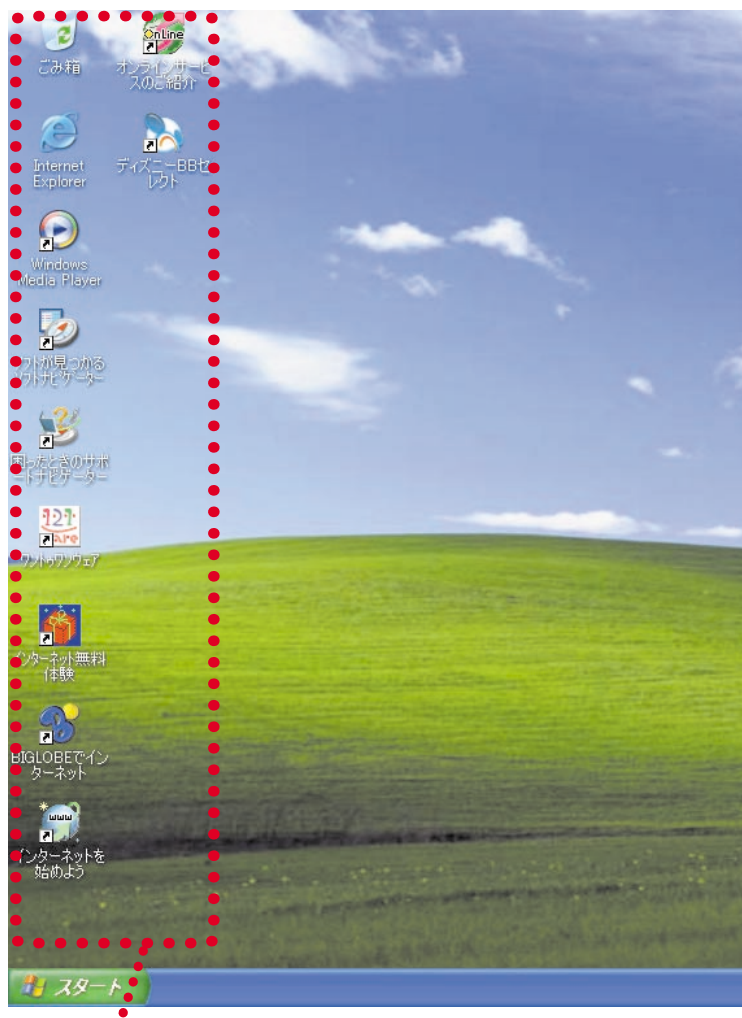 ごみ箱
Internet
Explorer
Windows
Media Player
ソフトが見つかる
ソフトナビゲーター
困ったときのサポ
ートナビゲーター
121
ware
ワントゥワンウェア
インターネット無料
体験
BIGLOBEでイン
ターネット
www
インターネットを
始めよう
OnLine
オンラインサービ
スのご紹介
ディズニーBBセ
レクト
スタート